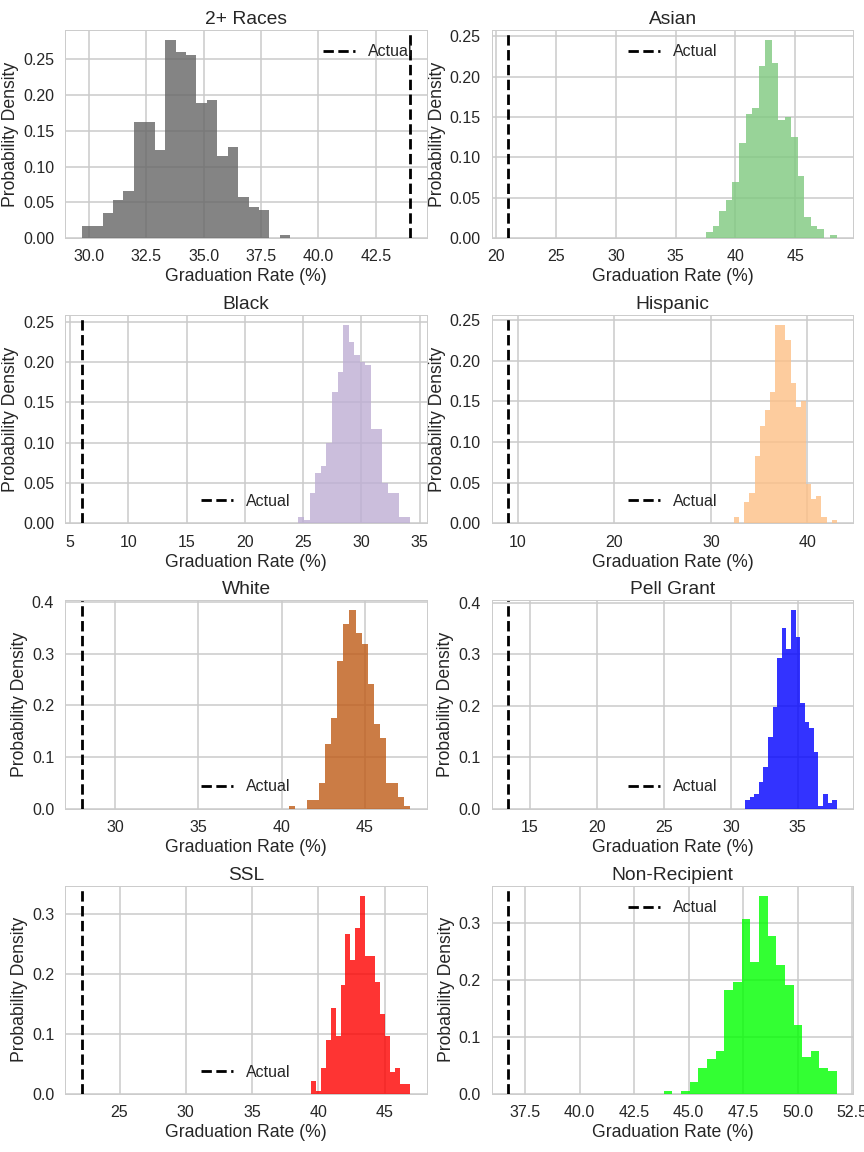 2+ Races
Probability Density
0.25
0.20
0.15
0.10
0.05
0.00
Actual
30.0 32.5 35.0 37.5 40.0 42.5
Graduation Rate (%)
Asian
Probability Density
0.25
0.20
0.15
0.10
0.05
0.00
Actual
20 25 30 35 40 45
Graduation Rate (%)
Black
Probability Density
0.25
0.20
0.15
0.10
0.05
0.00
Actual
5 10 15 20 25 30 35
Graduation Rate (%)
Hispanic
Probability Density
0.25
0.20
0.15
0.10
0.05
0.00
Actual
10 20 30 40
Graduation Rate (%)
White
Probability Density
0.4
0.3
0.2
0.1
0.0
Actual
30 35 40 45
Graduation Rate (%)
Pell Grant
Probability Density
0.4
0.3
0.2
0.1
0.0
Actual
15 20 25 30 35
Graduation Rate (%)
SSL
Probability Density
0.3
0.2
0.1
0.0
Actual
25 30 35 40 45
Graduation Rate (%)
Non-Recipient
Probability Density
0.3
0.2
0.1
0.0
Actual
37.5 40.0 42.5 45.0 47.5 50.0 52.5
Graduation Rate (%)